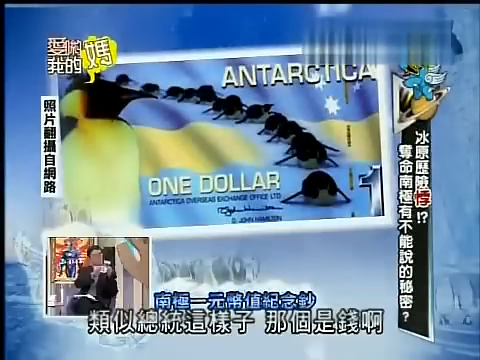 愛喲
我的媽
照片翻攝自網路
ANTARCTICA
ONE DOLLAR
ANTARCTICA OVERSEAS EXCHANGE OFFICE LTD
D. JOHN HAMILTON
1
冰原歷險悸!?
奪命南極有不能說的秘密?
南極一元幣值紀念鈔
類似總統這樣子 那個是錢啊